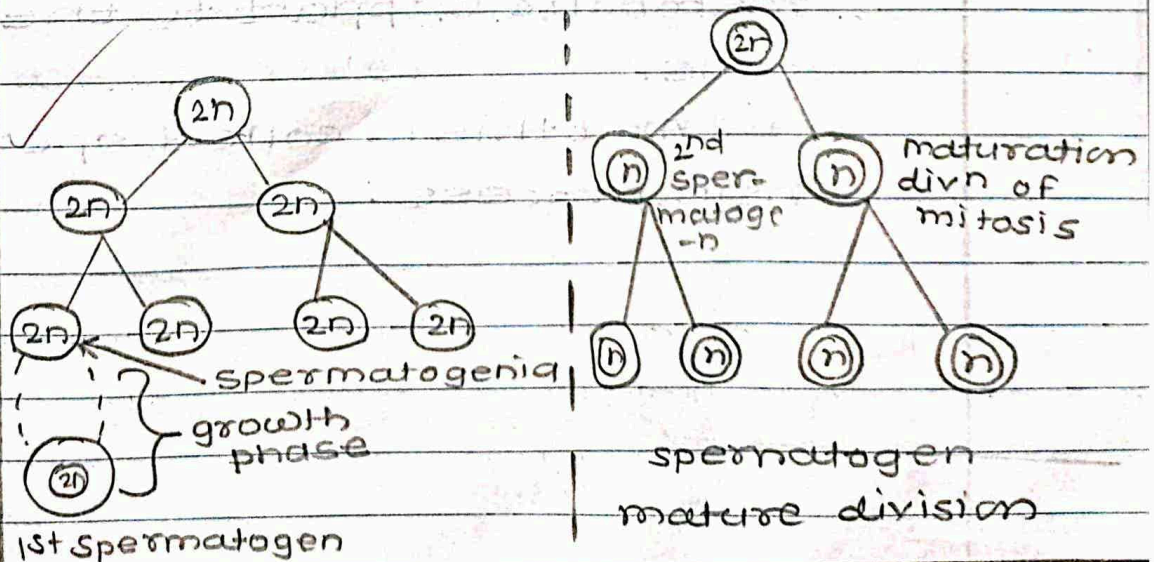 2n
2n 2n
2n 2n 2n 2n
spermatogenia
growth
phase
2n
1st spermatogen
2n
n n
2nd
sper-
matoge
-n
maturation
divn of
mitosis
n n n n
spernatogen
mature division